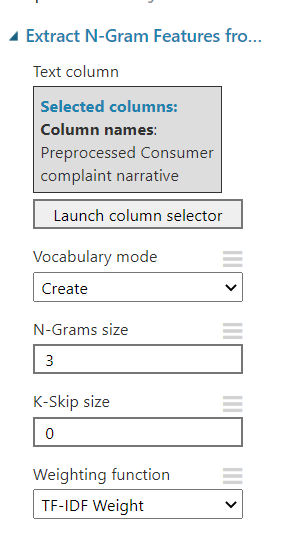 Extract N-Gram Features fro...
Text column
Selected columns:
Column names:
Preprocessed Consumer
complaint narrative
Launch column selector
Vocabulary mode
Create
N-Grams size
3
K-Skip size
0
Weighting function
TF-IDF Weight